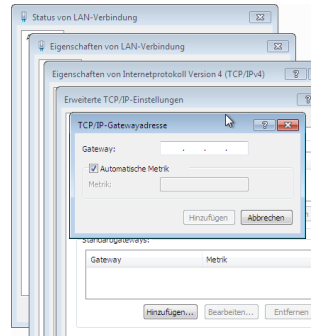 Status von LAN-Verbindung
Eigenschaften von LAN-Verbindung
Eigenschaften von Internetprotokoll Version 4 (TCP/IPv4)
Erweiterte TCP/IP-Einstellungen
TCP/IP-Gatewayadresse
Gateway:
Automatische Metrik
Metrik:
Hinzufügen Abbrechen
Standardgateways:
Gateway Metrik
Hinzufügen... Bearbeiten... Entfernen